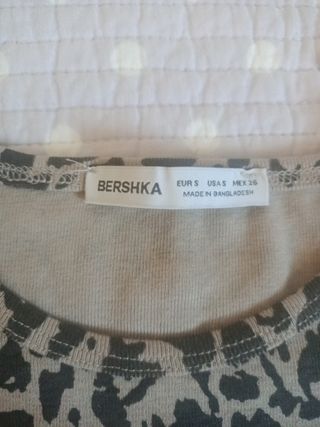 BERSHKA
EUR S USA S MEX 26
MADE IN BANGLADESH